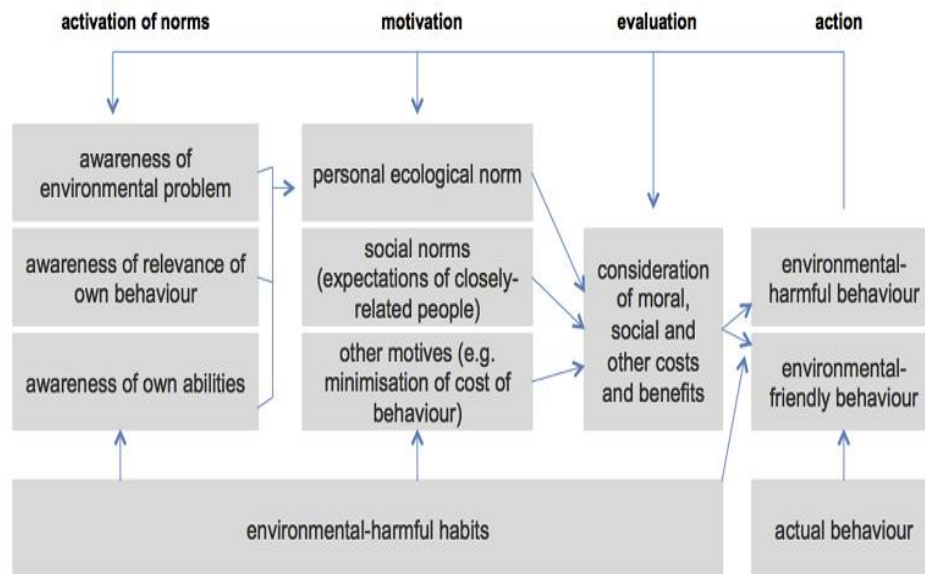 activation of norms
motivation
evaluation
action
awareness of
environmental problem
awareness of relevance of
own behaviour
awareness of own abilities
personal ecological norm
social norms
(expectations of closely-
related people)
other motives (e.g.
minimisation of cost of
behaviour)
consideration
of moral,
social and
other costs
and benefits
environmental-
harmful behaviour
environmental-
friendly behaviour
environmental-harmful habits
actual behaviour